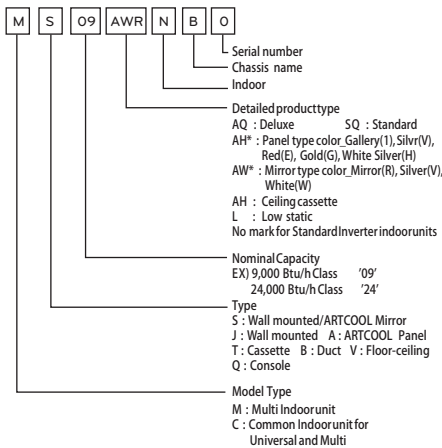 M S 09 AWR N B 0
Serial number
Chassis name
Indoor
Detailed product type
AQ : Deluxe SQ : Standard
AH* : Panel type color_Gallery(1), Silvr(V),
Red(E), Gold(G), White Silver(H)
AW* : Mirror type color_Mirror(R), Silver(V),
White(W)
AH : Ceiling cassette
L : Low static
No mark for Standard Inverter indoor units
Nominal Capacity
EX) 9,000 Btu/h Class '09'
24,000 Btu/h Class '24'
Type
S : Wall mounted/ARTCOOL Mirror
J : Wall mounted A : ARTCOOL Panel
T : Cassette B : Duct V : Floor-ceiling
Q : Console
Model Type
M : Multi Indoor unit
C : Common Indoor unit for
Universal and Multi